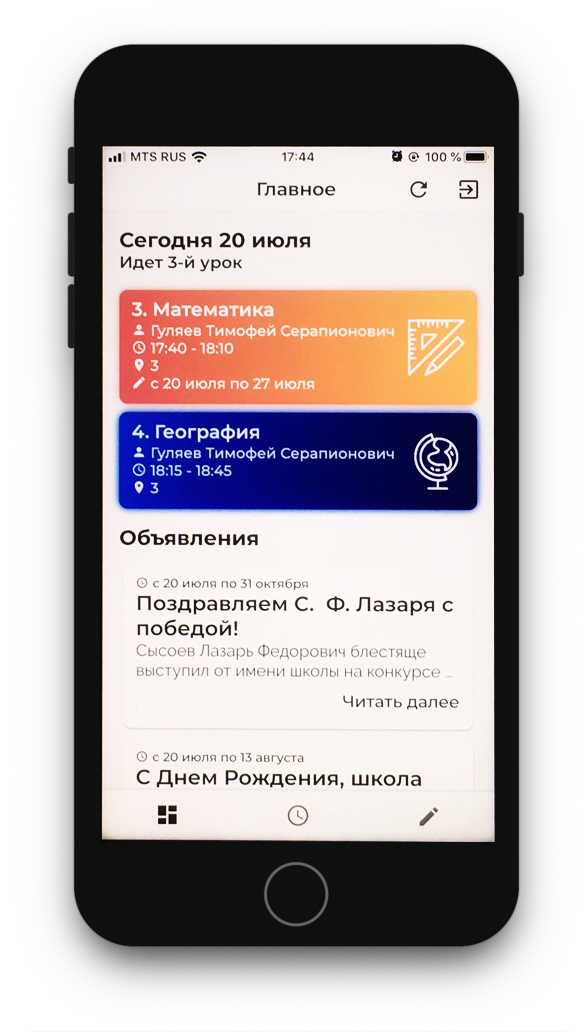 MTS RUS 17:44 100 %
Главное
Сегодня 20 июля
Идет 3-й урок
3. Математика
Гуляев Тимофей Серапионович
17:40 - 18:10
3
с 20 июля по 27 июля
4. География
Гуляев Тимофей Серапионович
18:15 - 18:45
3
Объявления
с 20 июля по 31 октября
Поздравляем С.  Ф. Лазаря с
победой!
Сысоев Лазарь Федорович блестяще
выступил от имени школы на конкурсе ...
Читать далее
с 20 июля по 13 августа
С Днем Рождения, школа